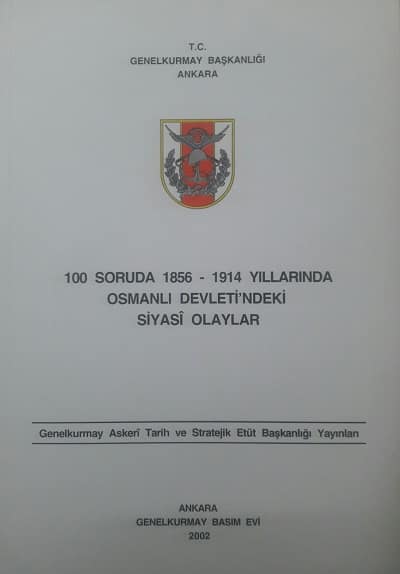 T.C.
GENELKURMAY BAŞKANLIĞI
ANKARA
100 SORUDA 1856 - 1914 YILLARINDA
OSMANLI DEVLETİ'NDEKİ
SİYASÎ OLAYLAR
Genelkurmay Askerî Tarih ve Stratejik Etüt Başkanlığı Yayınları
ANKARA
GENELKURMAY BASIM EVİ
2002